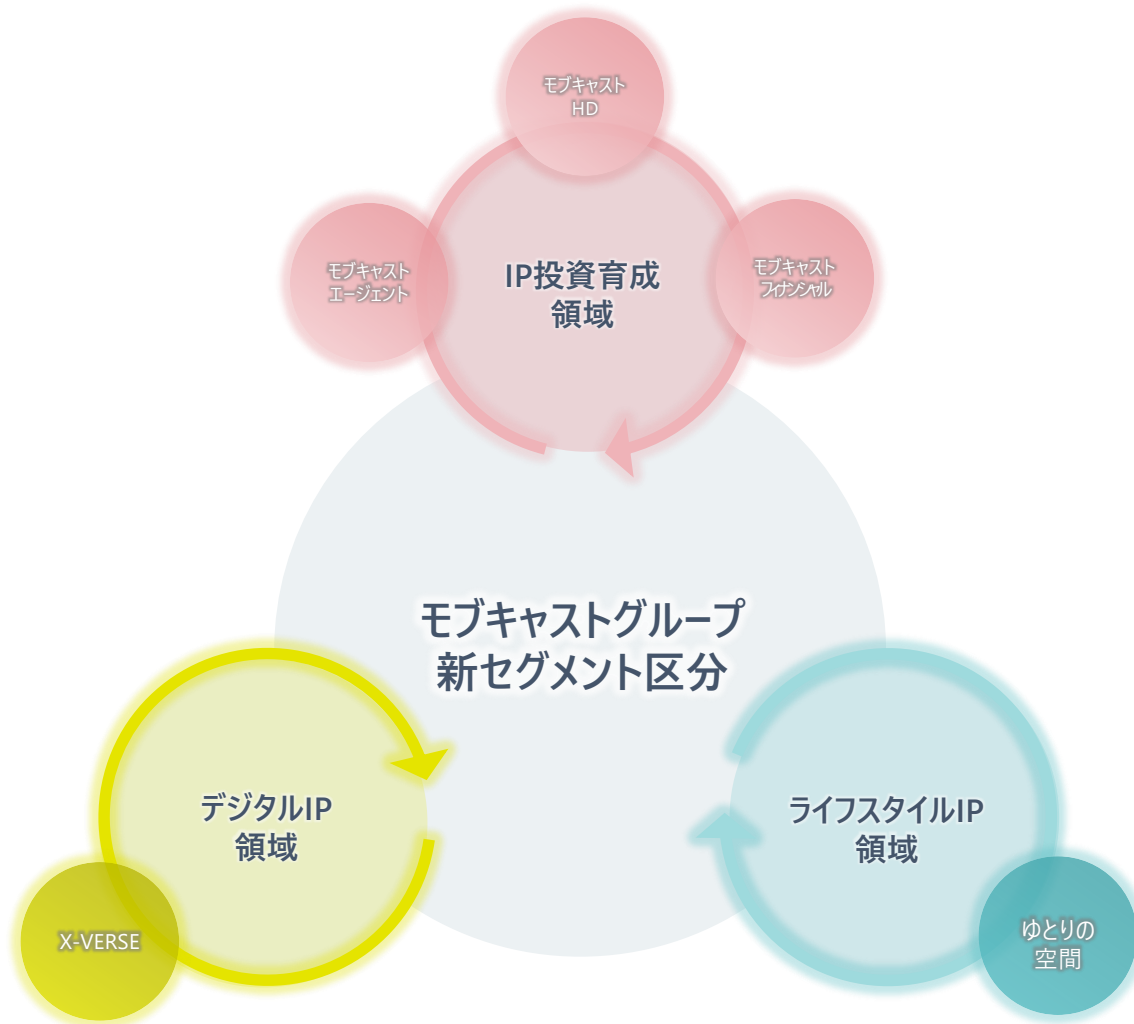 モブキャスト
HD
モブキャスト
エージェント
IP投資育成
領域
モブキャスト
フィナンシャル
モブキャストグループ
新セグメント区分
デジタルIP
領域
X-VERSE
ライフスタイルIP
領域
ゆとりの
空間